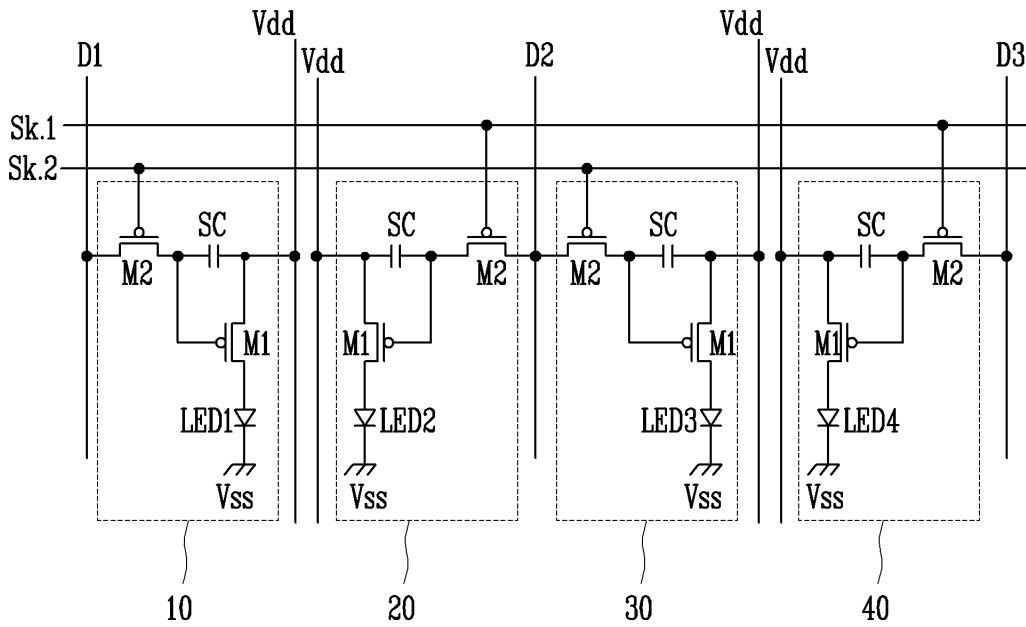 Vdd Vdd
D1 Vdd D2 Vdd D3
Sk.1
Sk.2
SC SC SC SC
M2 M2 M2 M2
M1 M1 M1 M1
LED1 LED2 LED3 LED4
Vss Vss Vss Vss
10 20 30 40